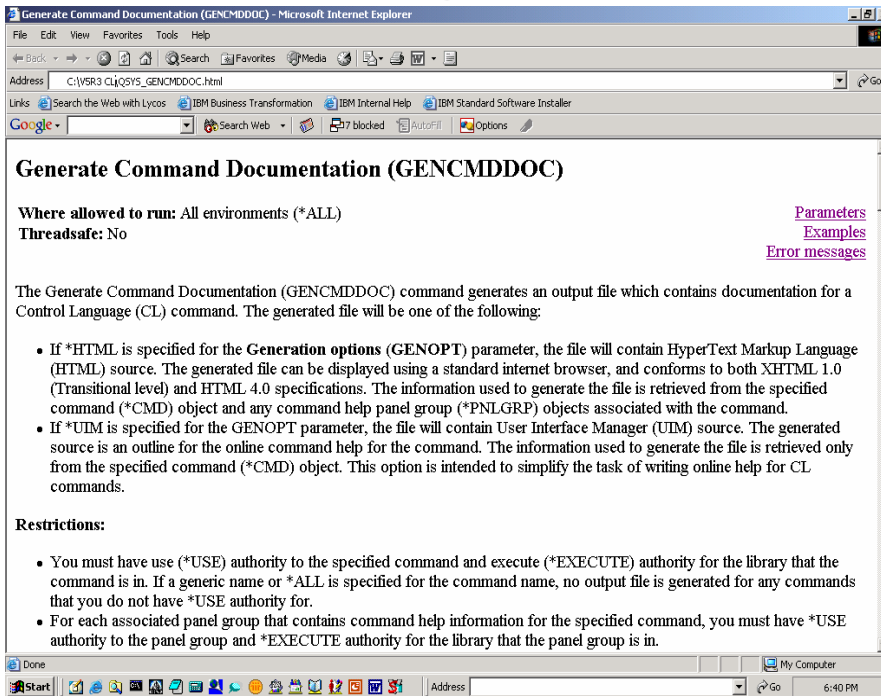 Generate Command Documentation (GENCMDDOC) - Microsoft Internet Explorer
File Edit View Favorites Tools Help
Back Search Favorites Media
Address C:\V5R3 CL\QSYS_GENCMDDOC.html Go
Links Search the Web with Lycos IBM Business Transformation IBM Internal Help IBM Standard Software Installer
Google Search Web 7 blocked AutoFill Options
Generate Command Documentation (GENCMDDOC)
Where allowed to run: All environments (*ALL)
Threadsafe: No
Parameters
Examples
Error messages
The Generate Command Documentation (GENCMDDOC) command generates an output file which contains documentation for a
Control Language (CL) command. The generated file will be one of the following:
• If *HTML is specified for the Generation options (GENOPT) parameter, the file will contain HyperText Markup Language
(HTML) source. The generated file can be displayed using a standard internet browser, and conforms to both XHTML 1.0
(Transitional level) and HTML 4.0 specifications. The information used to generate the file is retrieved from the specified
command (*CMD) object and any command help panel group (*PNLGRP) objects associated with the command.
• If *UIM is specified for the GENOPT parameter, the file will contain User Interface Manager (UIM) source. The generated
source is an outline for the online command help for the command. The information used to generate the file is retrieved only
from the specified command (*CMD) object. This option is intended to simplify the task of writing online help for CL
commands.
Restrictions:
• You must have use (*USE) authority to the specified command and execute (*EXECUTE) authority for the library that the
command is in. If a generic name or *ALL is specified for the command name, no output file is generated for any commands
that you do not have *USE authority for.
• For each associated panel group that contains command help information for the specified command, you must have *USE
authority to the panel group and *EXECUTE authority for the library that the panel group is in.
Done My Computer
Start Address Go 6:40 PM